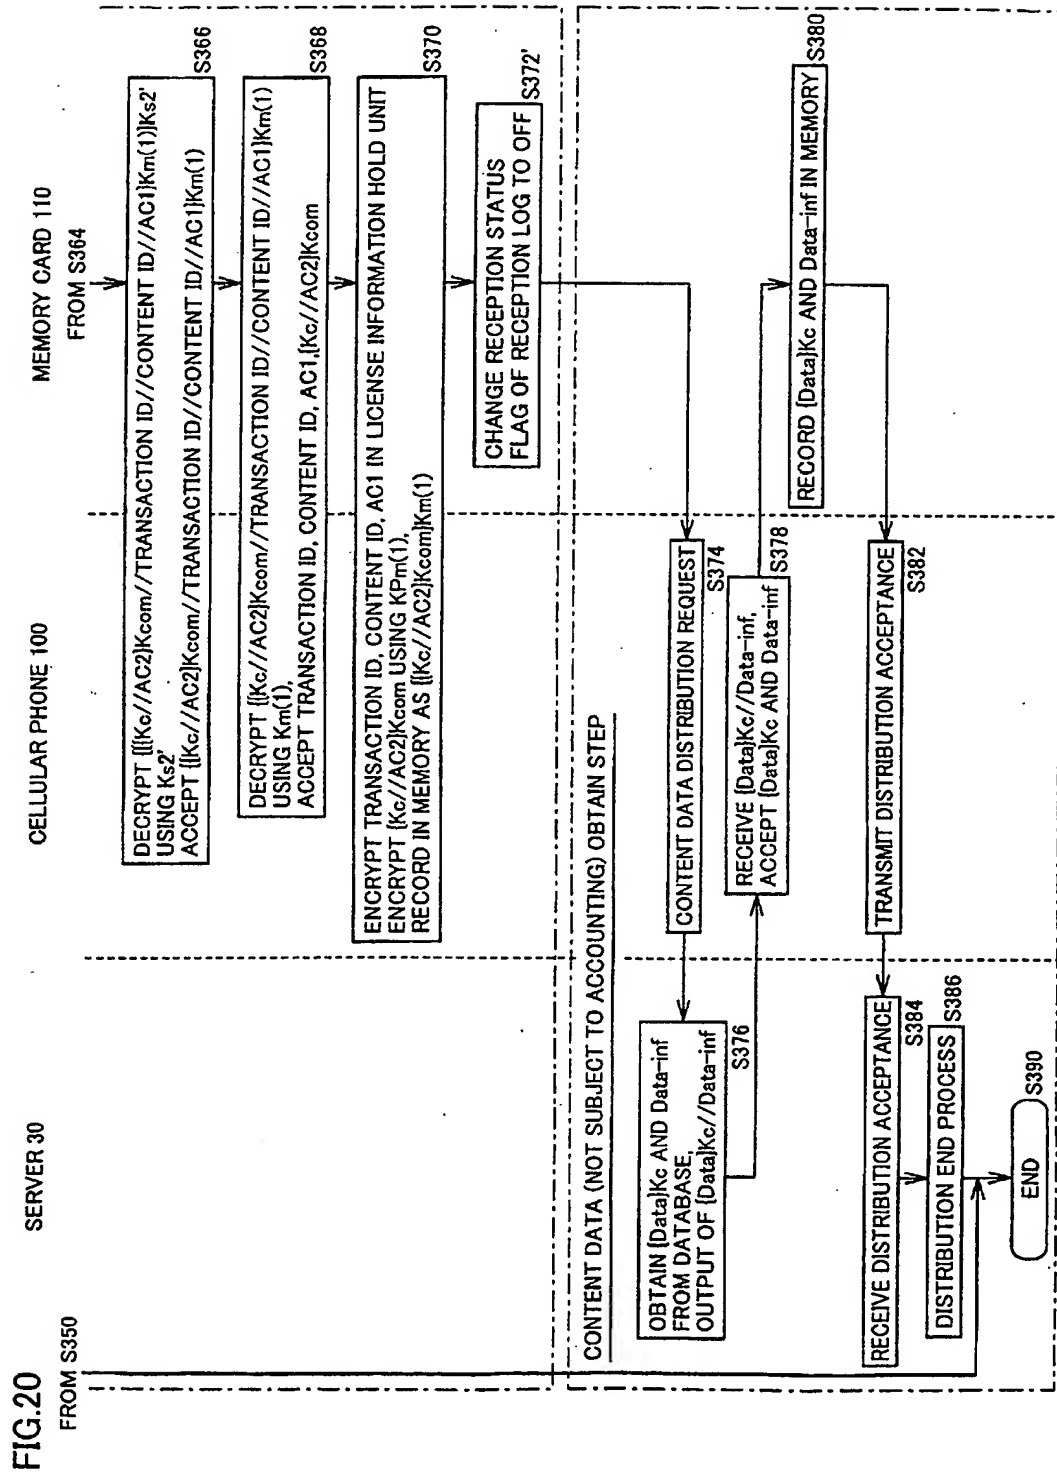 FIG.20
FROM S350
SERVER 30
CELLULAR PHONE 100
MEMORY CARD 110
FROM S364
DECRYPT {{{Kc//AC2}Kcom//TRANSACTION ID//CONTENT ID//AC1}Km(1)}Ks2'
USING Ks2'
ACCEPT {{Kc//AC2}Kcom//TRANSACTION ID//CONTENT ID//AC1}Km(1)
S366
DECRYPT {{Kc//AC2}Kcom//TRANSACTION ID//CONTENT ID//AC1}Km(1)
USING Km(1),
ACCEPT TRANSACTION ID, CONTENT ID, AC1,{Kc//AC2}Kcom
S368
ENCRYPT TRANSACTION ID, CONTENT ID, AC1 IN LICENSE INFORMATION HOLD UNIT
ENCRYPT {Kc//AC2}Kcom USING KPm(1),
RECORD IN MEMORY AS {{Kc//AC2}Kcom}Km(1)
S370
CHANGE RECEPTION STATUS
FLAG OF RECEPTION LOG TO OFF
S372'
CONTENT DATA (NOT SUBJECT TO ACCOUNTING) OBTAIN STEP
CONTENT DATA DISTRIBUTION REQUEST
S374
OBTAIN {Data}Kc AND Data-inf
FROM DATABASE,
OUTPUT OF {Data}Kc//Data-inf
S376
RECEIVE {Data}Kc//Data-inf,
ACCEPT {Data}Kc AND Data-inf
S378
RECORD {Data}Kc AND Data-inf IN MEMORY
S380
TRANSMIT DISTRIBUTION ACCEPTANCE
S382
RECEIVE DISTRIBUTION ACCEPTANCE
S384
DISTRIBUTION END PROCESS
S386
END
S390